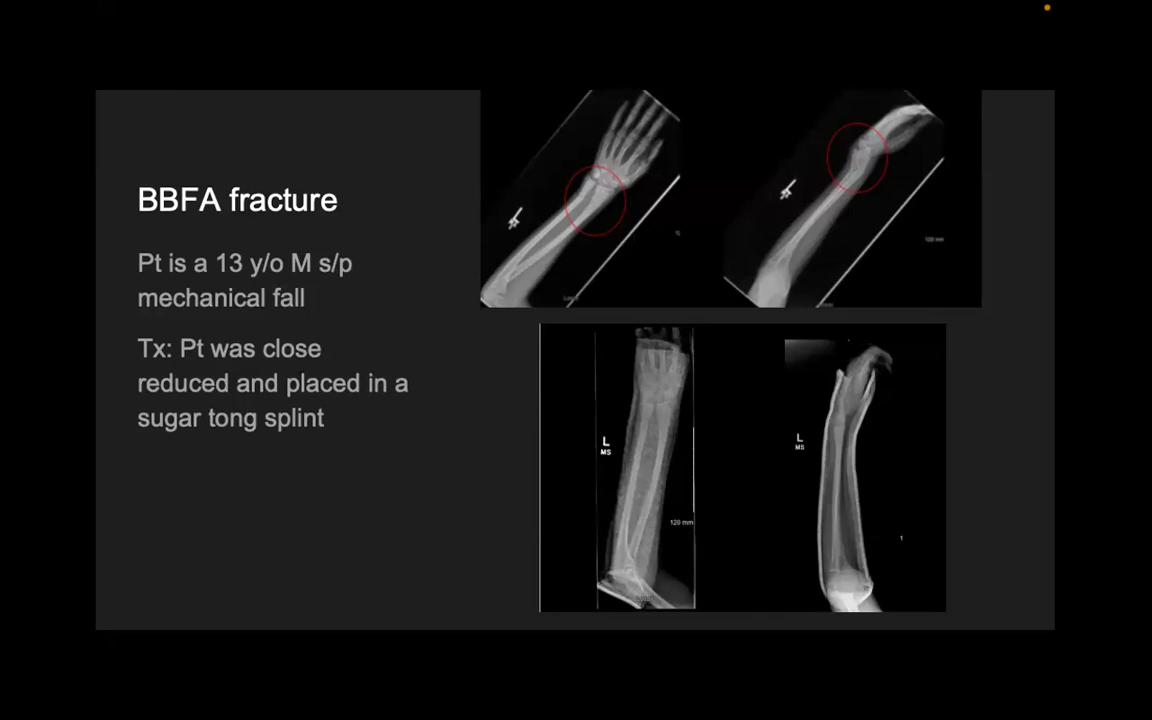 BBFA fracture
Pt is a 13 y/o M s/p
mechanical fall
Tx: Pt was close
reduced and placed in a
sugar tong splint
L
MS
120 mm
L
MS
1